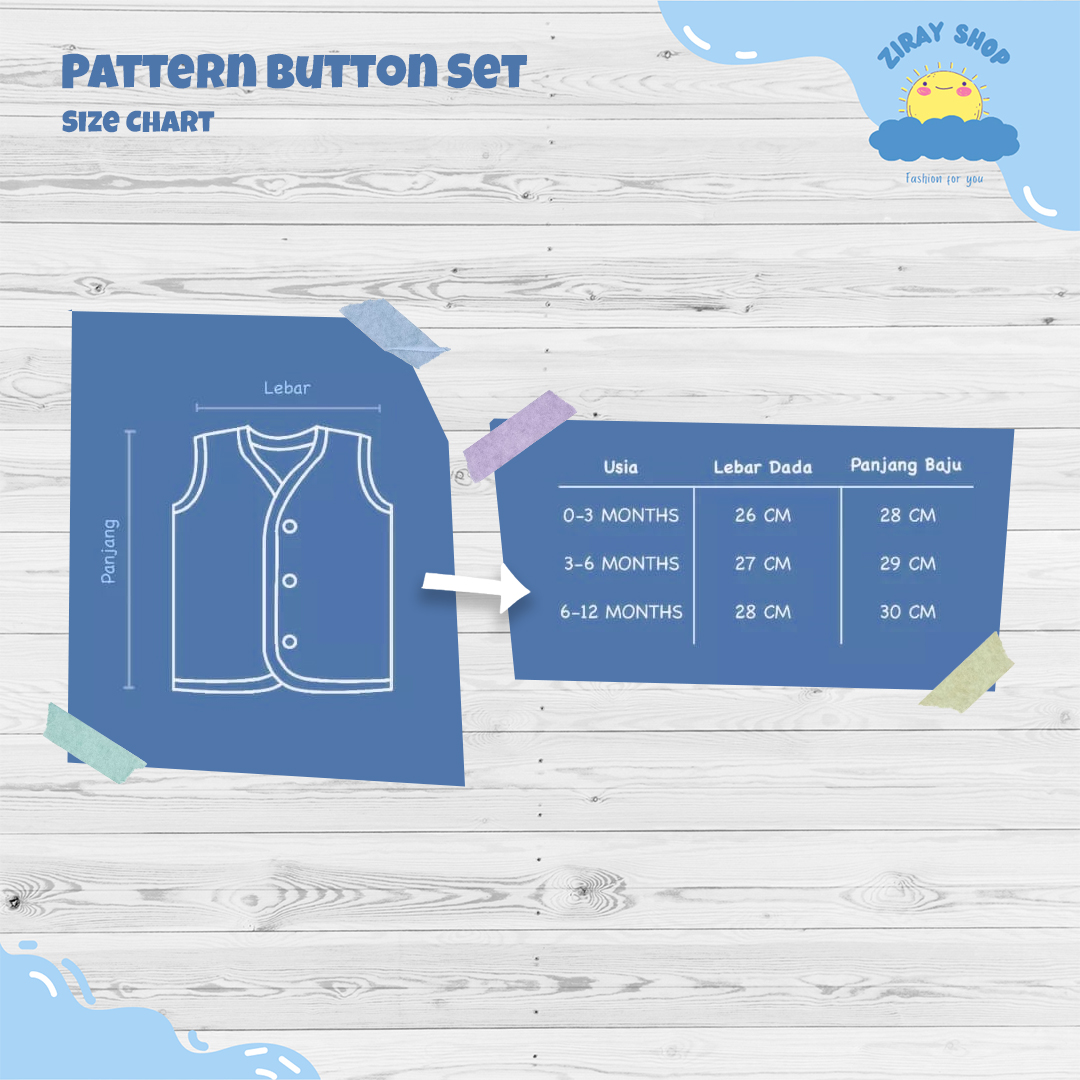 PATTERN BUTTON SET
SIZE CHART
ZIRAY SHOP
Fashion for you
Lebar
Panjang
Usia Lebar Dada Panjang Baju
0-3 MONTHS 26 CM 28 CM
3-6 MONTHS 27 CM 29 CM
6-12 MONTHS 28 CM 30 CM